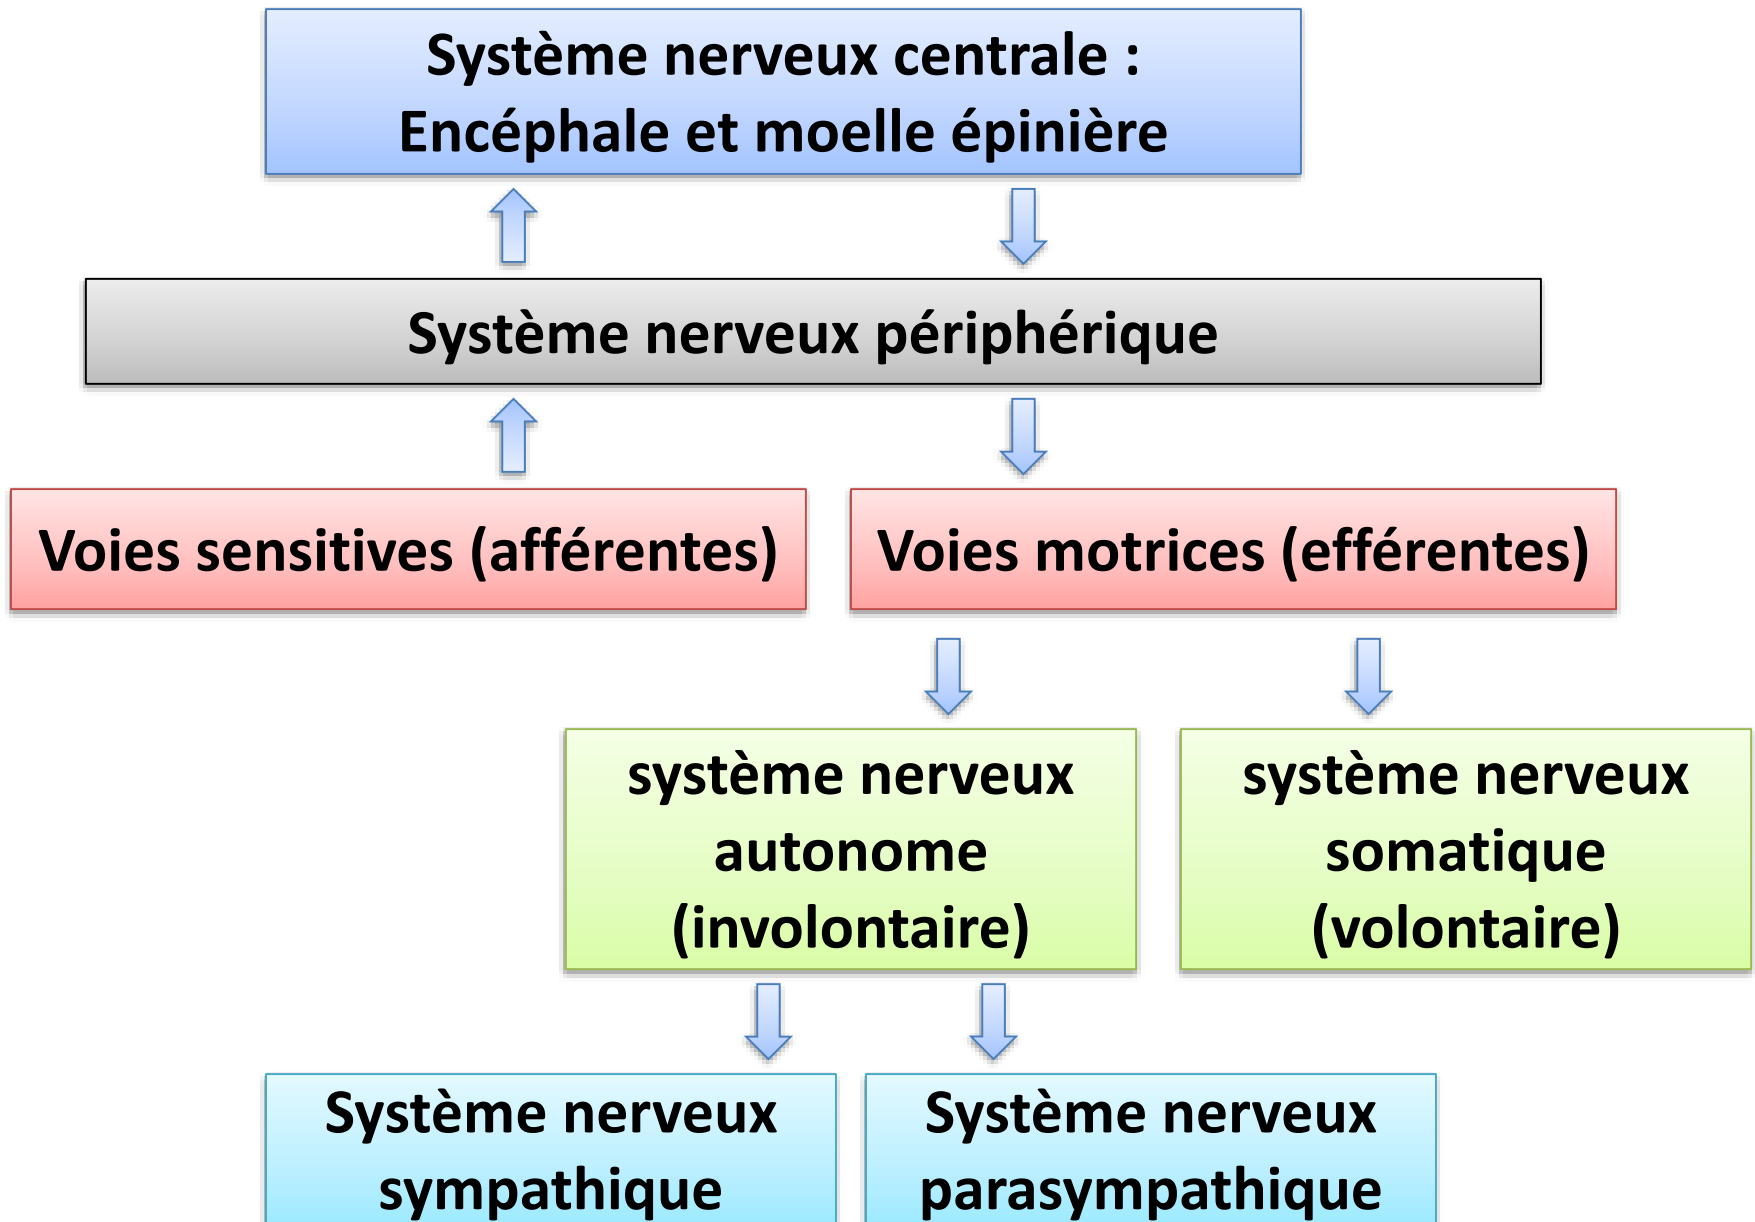 Système nerveux centrale :
Encéphale et moelle épinière
Système nerveux périphérique
Voies sensitives (afférentes)
Voies motrices (efférentes)
système nerveux
autonome
(involontaire)
système nerveux
somatique
(volontaire)
Système nerveux
sympathique
Système nerveux
parasympathique